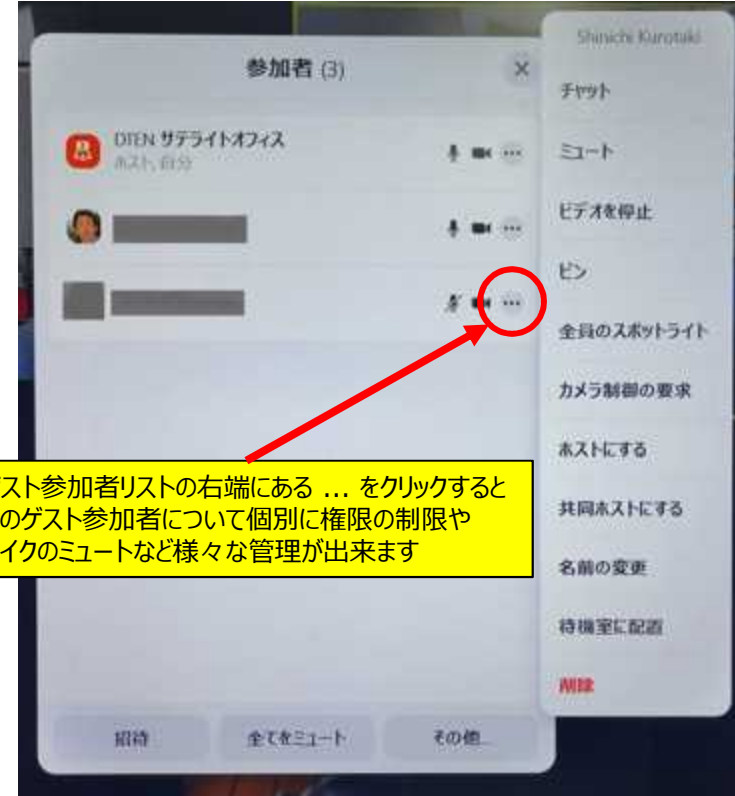 参加者 (3)
×
DTEN サテライトオフィス
ホスト, 自分
...
...
...
スト参加者リストの右端にある … をクリックすると
のゲスト参加者について個別に権限の制限や
イクのミュートなど様々な管理が出来ます
招待
全てをミュート
その他...
Shinichi Kurotaki
チャット
ミュート
ビデオを停止
ピン
全員のスポットライト
カメラ制御の要求
ホストにする
共同ホストにする
名前の変更
待機室に配置
削除